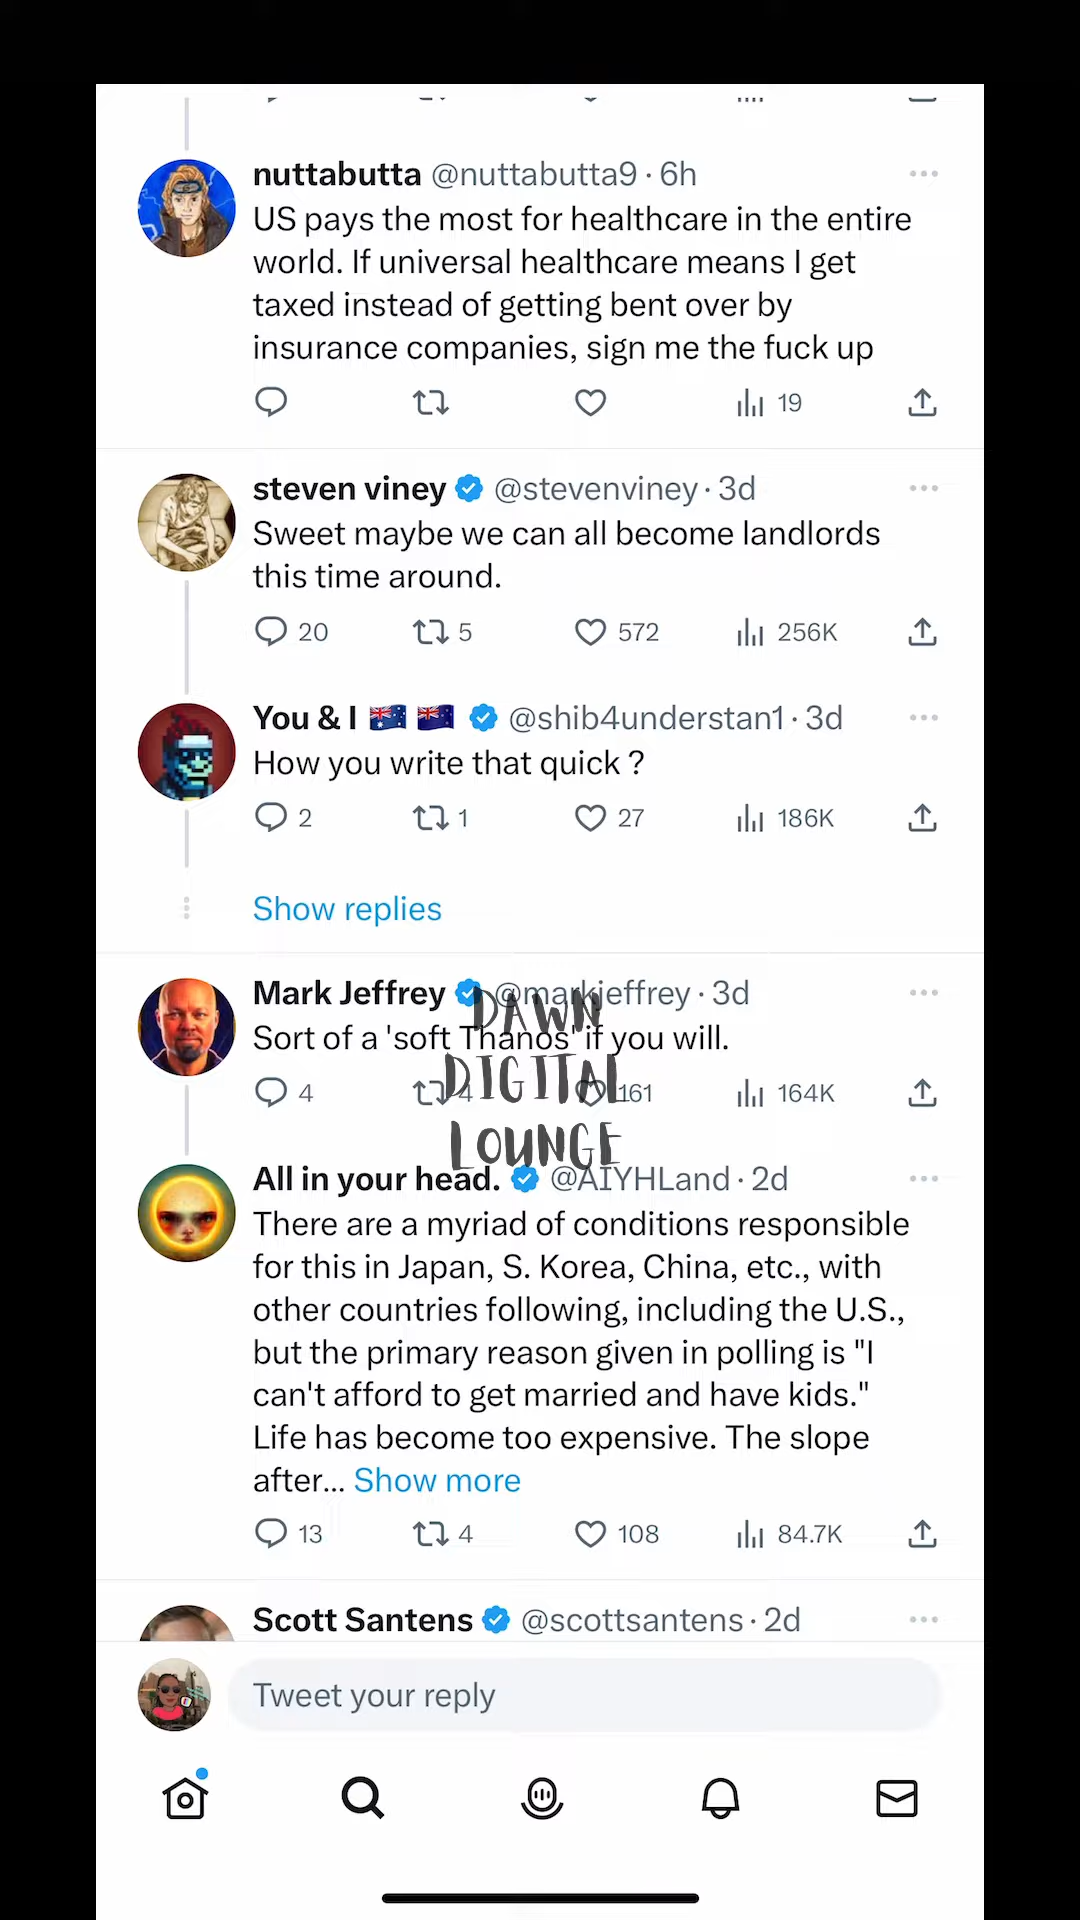 nuttabutta @nuttabutta9 · 6h
US pays the most for healthcare in the entire
world. If universal healthcare means I get
taxed instead of getting bent over by
insurance companies, sign me the fuck up
19
steven viney @stevenviney · 3d
Sweet maybe we can all become landlords
this time around.
20 5 572 256K
You & I @shib4understan1 · 3d
How you write that quick ?
2 1 27 186K
Show replies
Mark Jeffrey @markjeffrey · 3d
Sort of a 'soft Thanos' if you will.
4 4 161 164K
DAWN
DIGITAL
LOUNGE
All in your head. @AIYHLand · 2d
There are a myriad of conditions responsible
for this in Japan, S. Korea, China, etc., with
other countries following, including the U.S.,
but the primary reason given in polling is "I
can't afford to get married and have kids."
Life has become too expensive. The slope
after... Show more
13 4 108 84.7K
Scott Santens @scottsantens · 2d
Tweet your reply